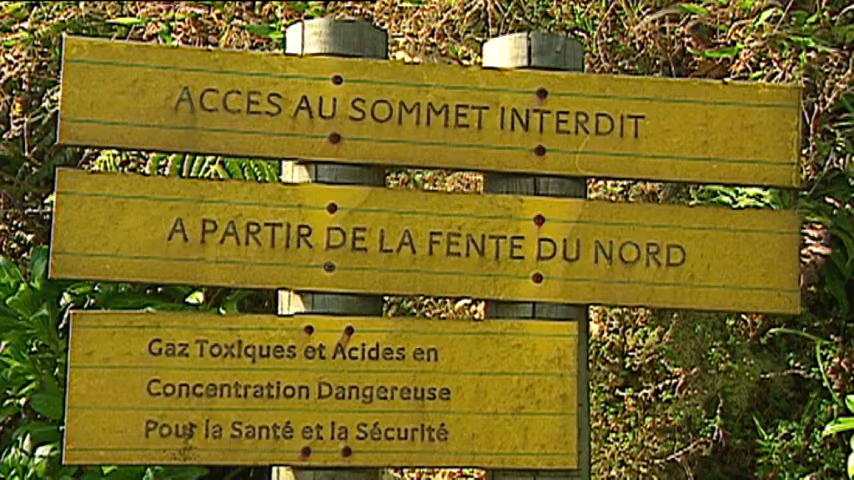 ACCES AU SOMMET INTERDIT
A PARTIR DE LA FENTE DU NORD
Gaz Toxiques et Acides en
Concentration Dangereuse
Pour la Santé et la Sécurité